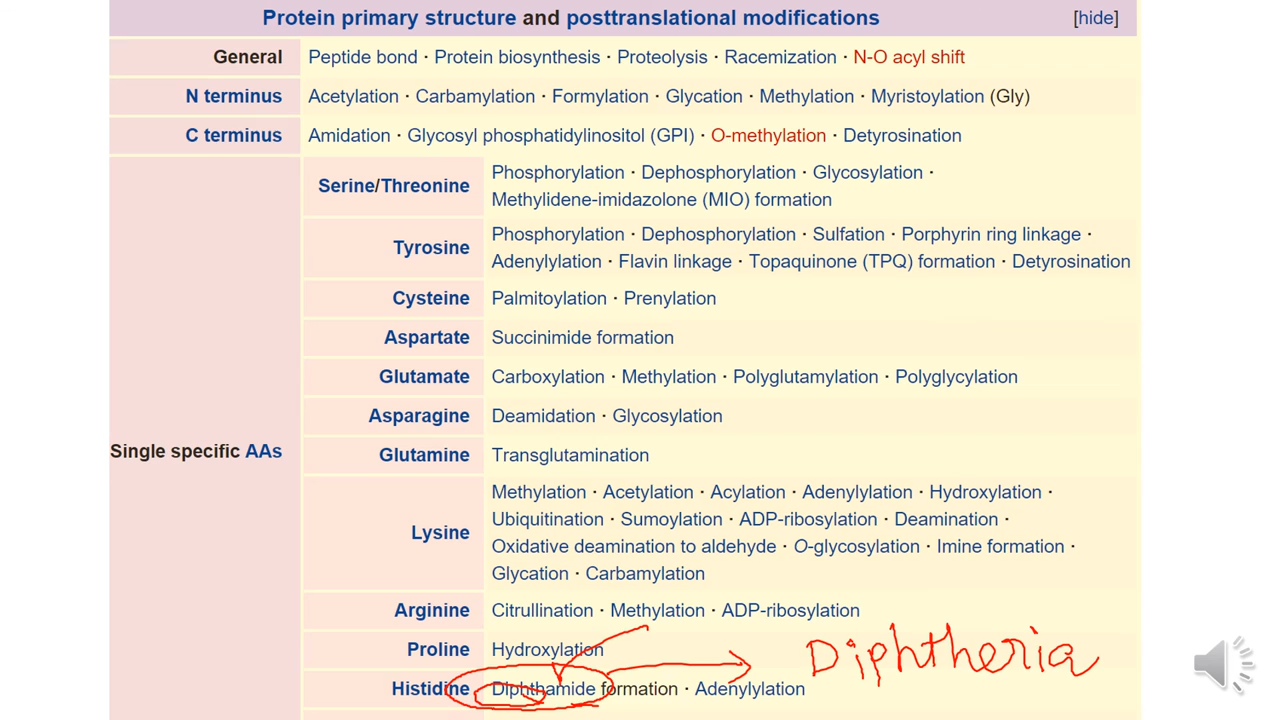 Protein primary structure and posttranslational modifications [hide]
General Peptide bond · Protein biosynthesis · Proteolysis · Racemization · N-O acyl shift
N terminus Acetylation · Carbamylation · Formylation · Glycation · Methylation · Myristoylation (Gly)
C terminus Amidation · Glycosyl phosphatidylinositol (GPI) · O-methylation · Detyrosination
Single specific AAs
Serine/Threonine Phosphorylation · Dephosphorylation · Glycosylation ·
Methylidene-imidazolone (MIO) formation
Tyrosine Phosphorylation · Dephosphorylation · Sulfation · Porphyrin ring linkage ·
Adenylylation · Flavin linkage · Topaquinone (TPQ) formation · Detyrosination
Cysteine Palmitoylation · Prenylation
Aspartate Succinimide formation
Glutamate Carboxylation · Methylation · Polyglutamylation · Polyglycylation
Asparagine Deamidation · Glycosylation
Glutamine Transglutamination
Lysine Methylation · Acetylation · Acylation · Adenylylation · Hydroxylation ·
Ubiquitination · Sumoylation · ADP-ribosylation · Deamination ·
Oxidative deamination to aldehyde · O-glycosylation · Imine formation ·
Glycation · Carbamylation
Arginine Citrullination · Methylation · ADP-ribosylation
Proline Hydroxylation
Histidine Diphthamide formation · Adenylylation
Diphtheria